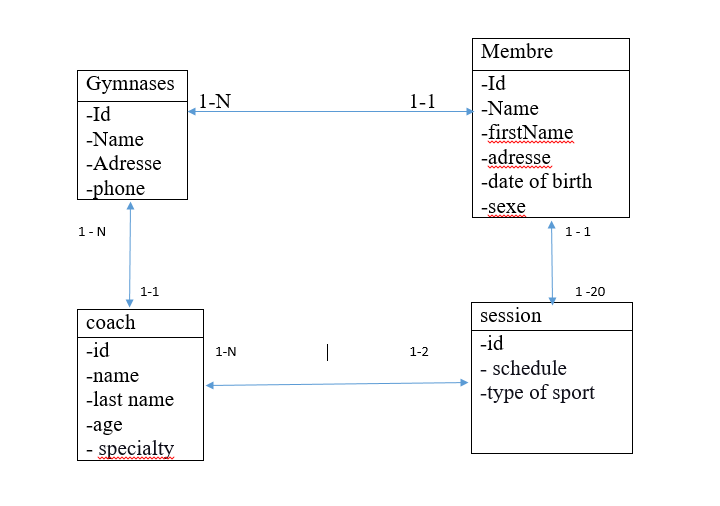 Gymnases
-Id
-Name
-Adresse
-phone
1-N
1-1
Membre
-Id
-Name
-firstName
-adresse
-date of birth
-sexe
1 - N
1-1
1 - 1
1 -20
coach
-id
-name
-last name
-age
- specialty
1-N
1-2
session
-id
- schedule
-type of sport